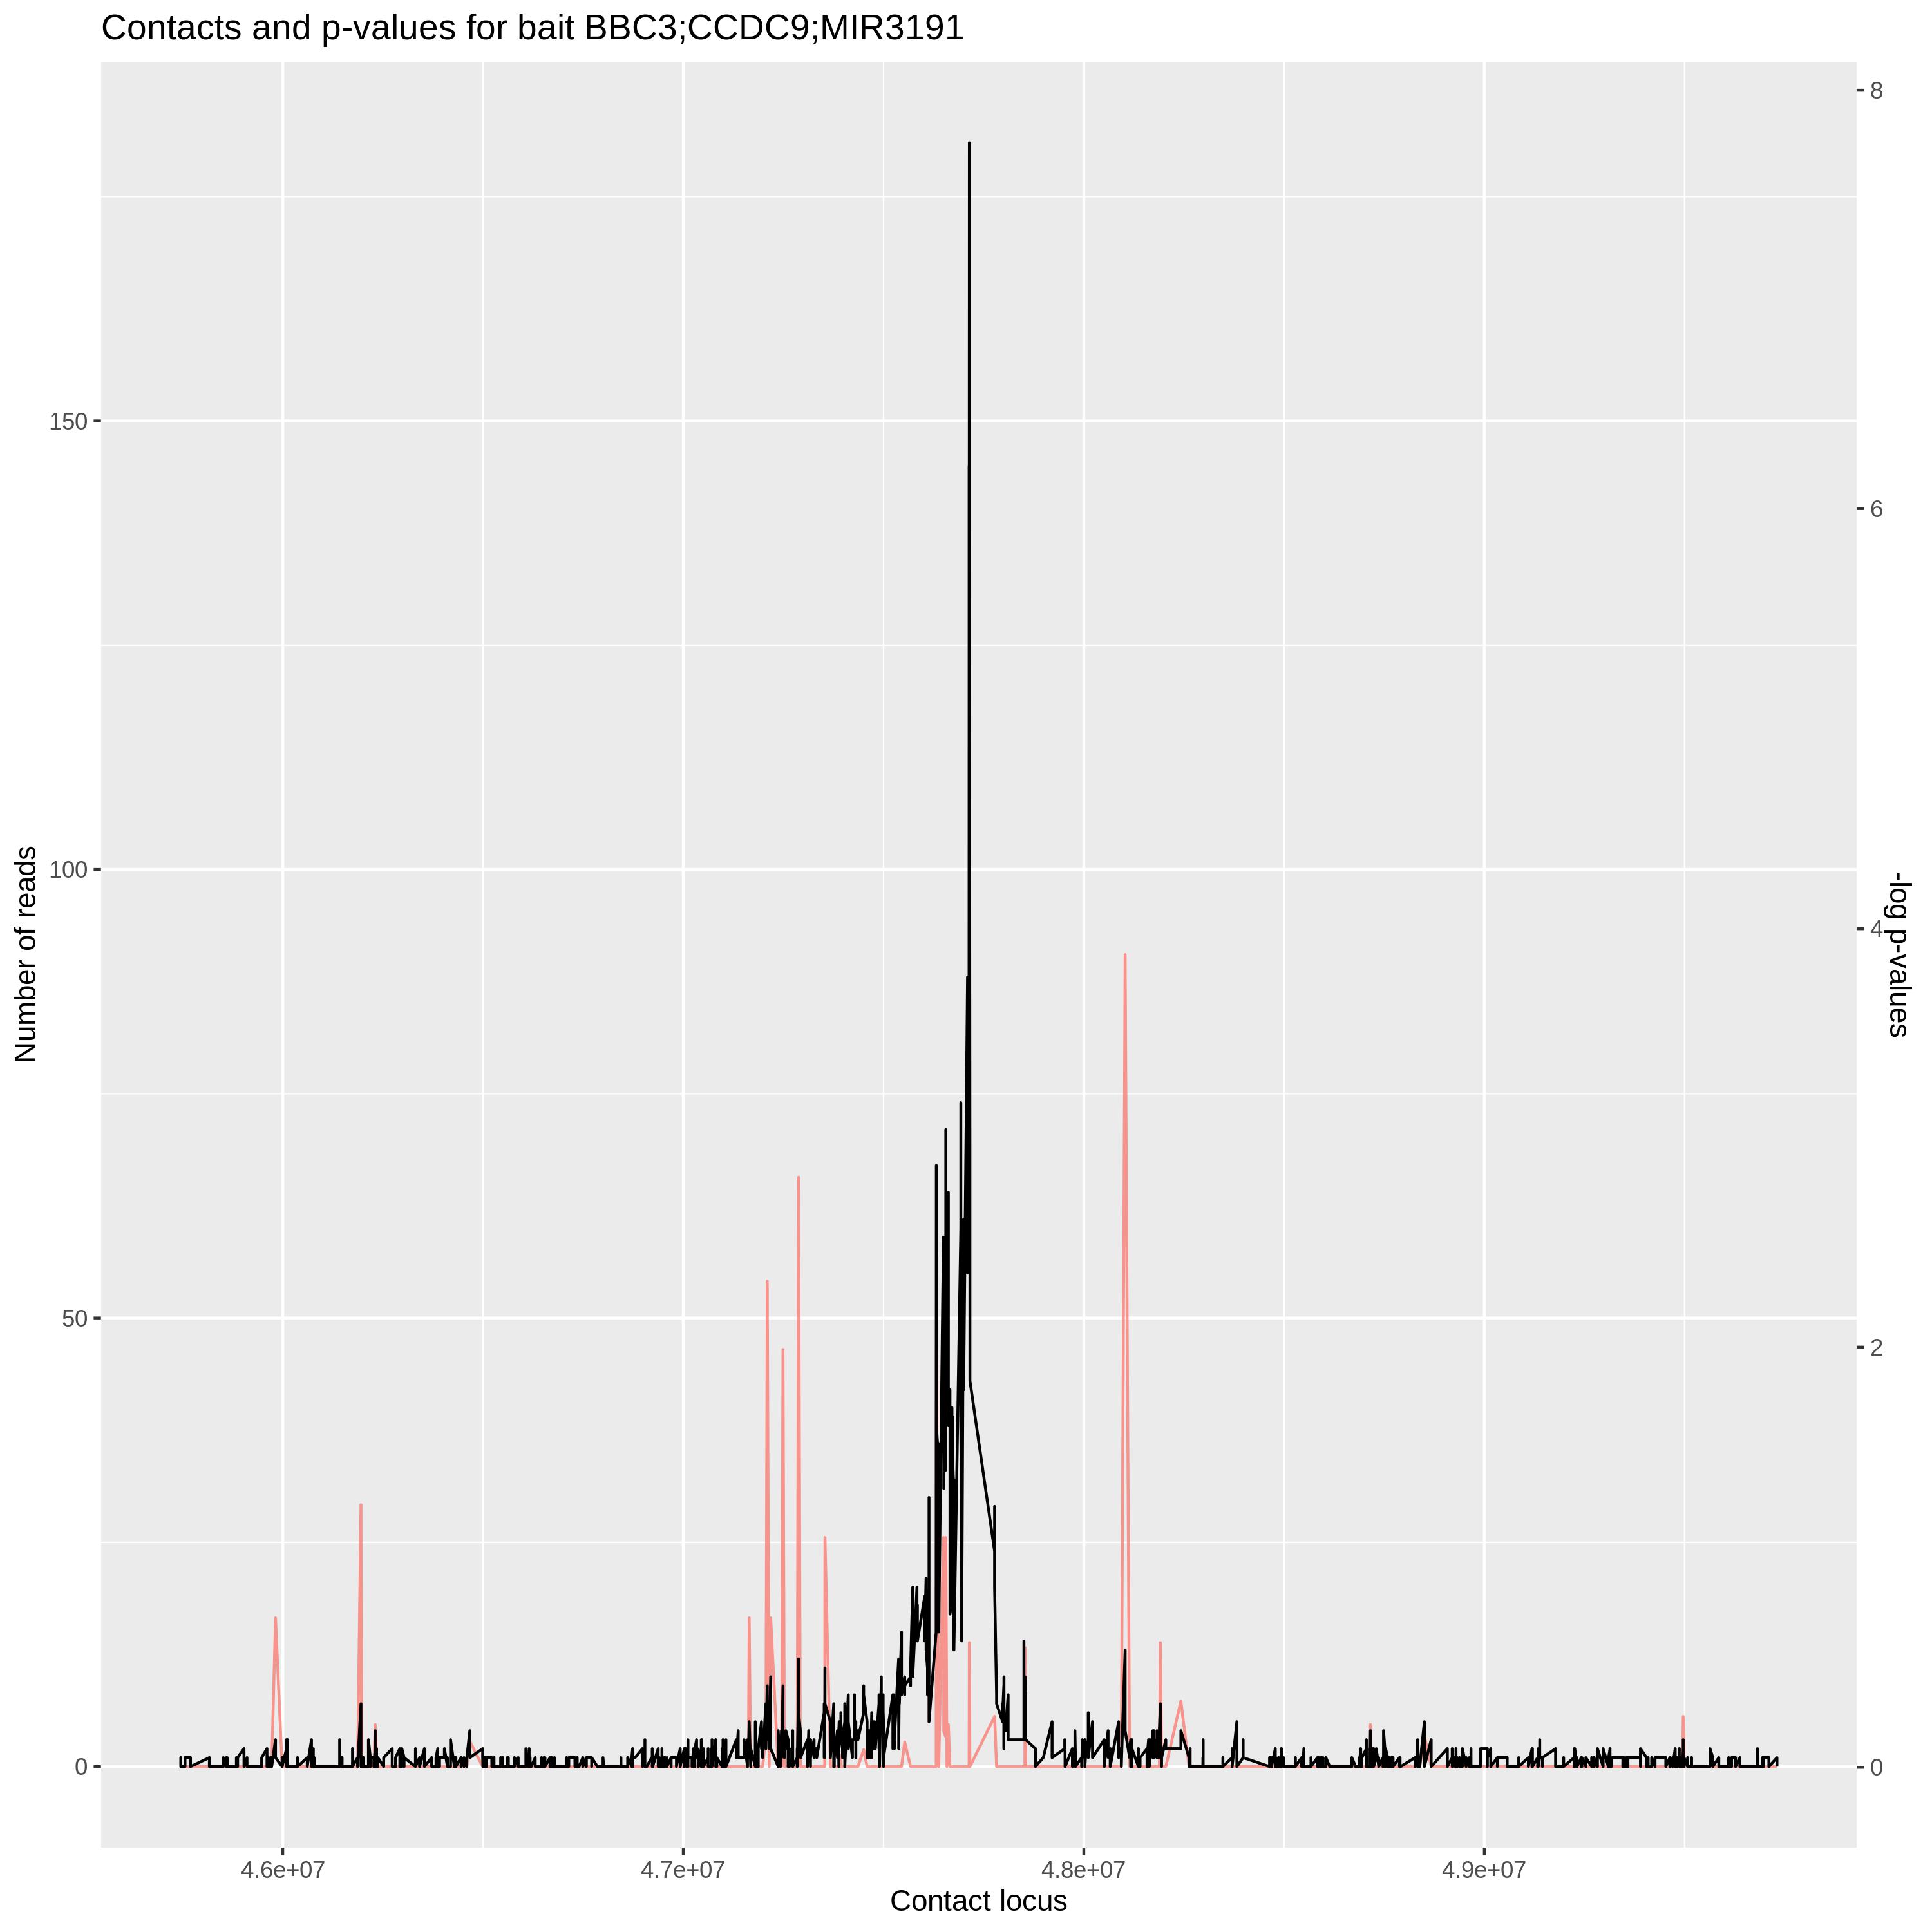 Contacts and p-values for bait BBC3;CCDC9;MIR3191
8
150
6
100
4
Number of reads
-log p-values
50
2
0
0
4.6e+07
4.7e+07
4.8e+07
4.9e+07
Contact locus